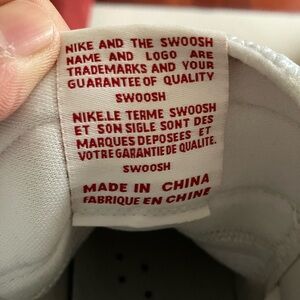 NIKE AND THE SWOOSH
NAME AND LOGO ARE
TRADEMARKS AND YOUR
GUARANTEE OF QUALITY
SWOOSH
NIKE.LE TERME SWOOSH
ET SON SIGLE SONT DES
MARQUES DEPOSEES ET
VOTRE GARANTIE DE QUALITE.
SWOOSH
MADE IN CHINA
FABRIQUE EN CHINE